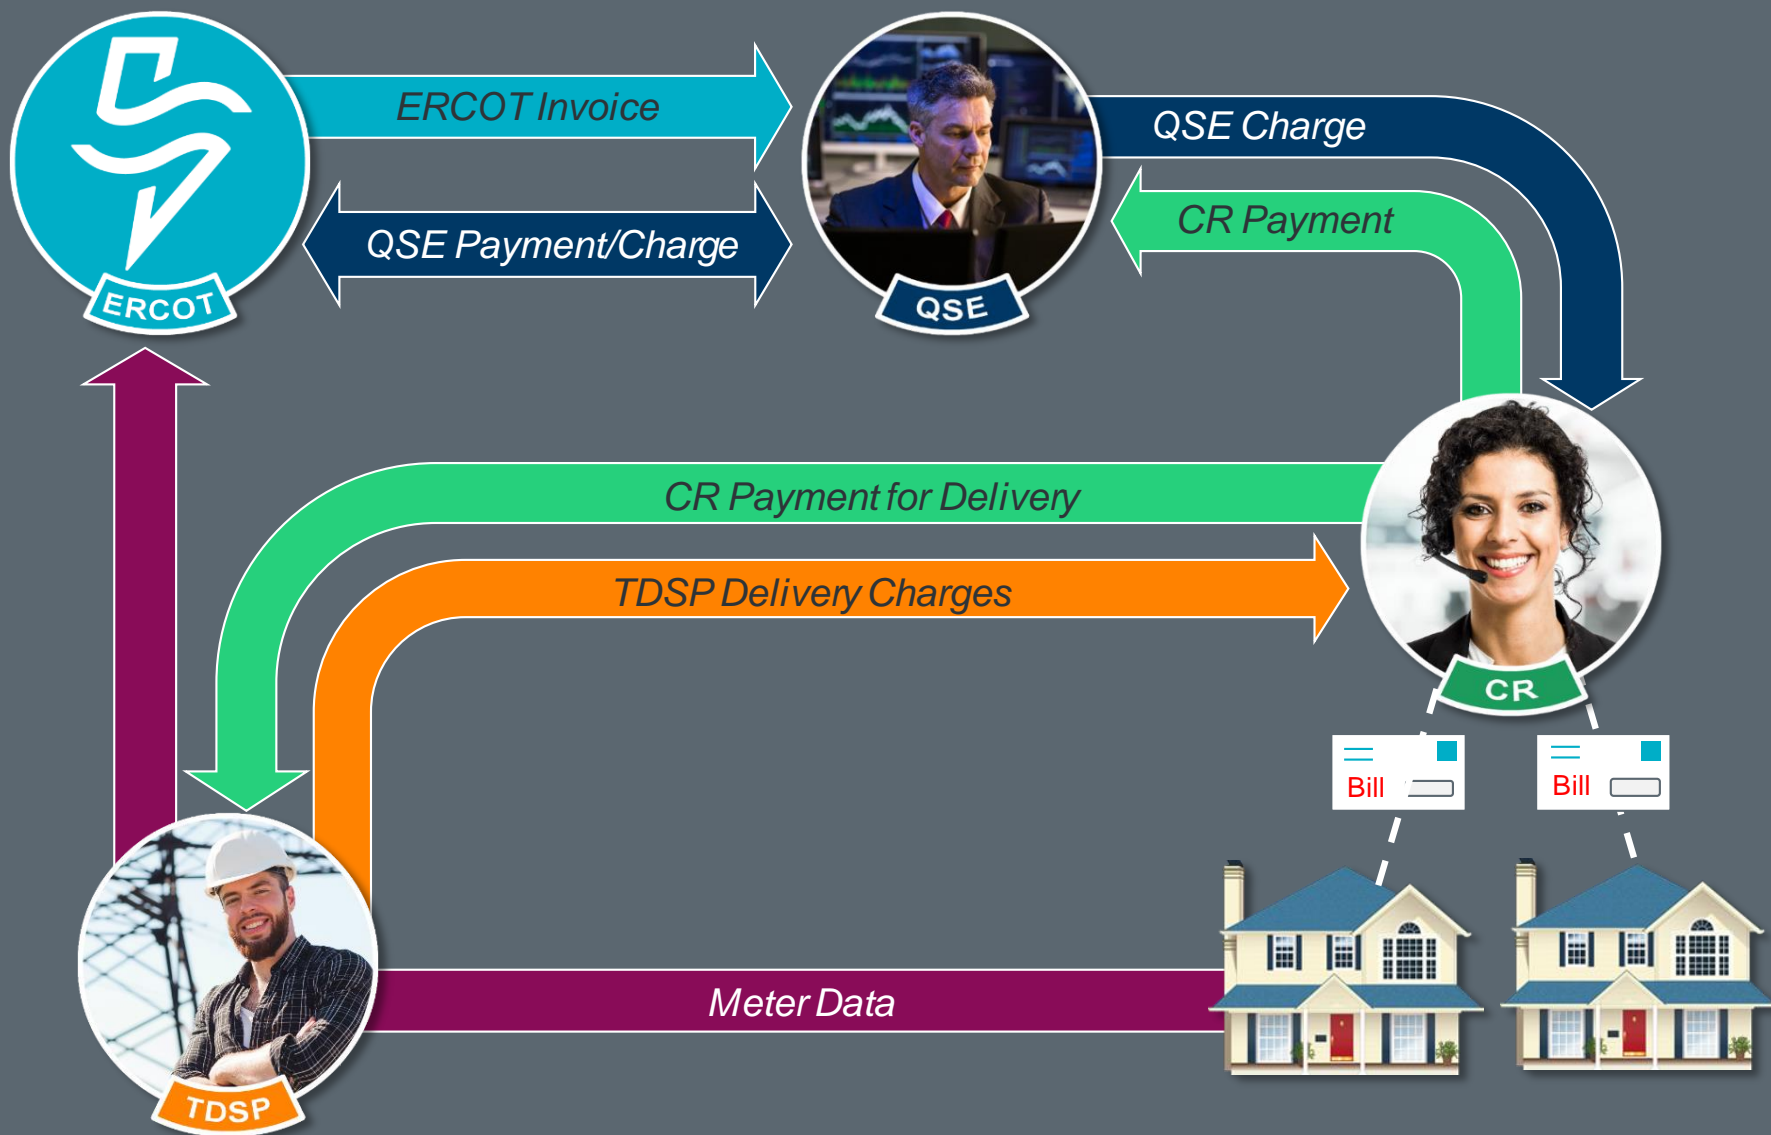 ERCOT Invoice
QSE Charge
CR Payment
QSE Payment/Charge
ERCOT
QSE
CR Payment for Delivery
TDSP Delivery Charges
CR
Bill
Bill
Meter Data
TDSP